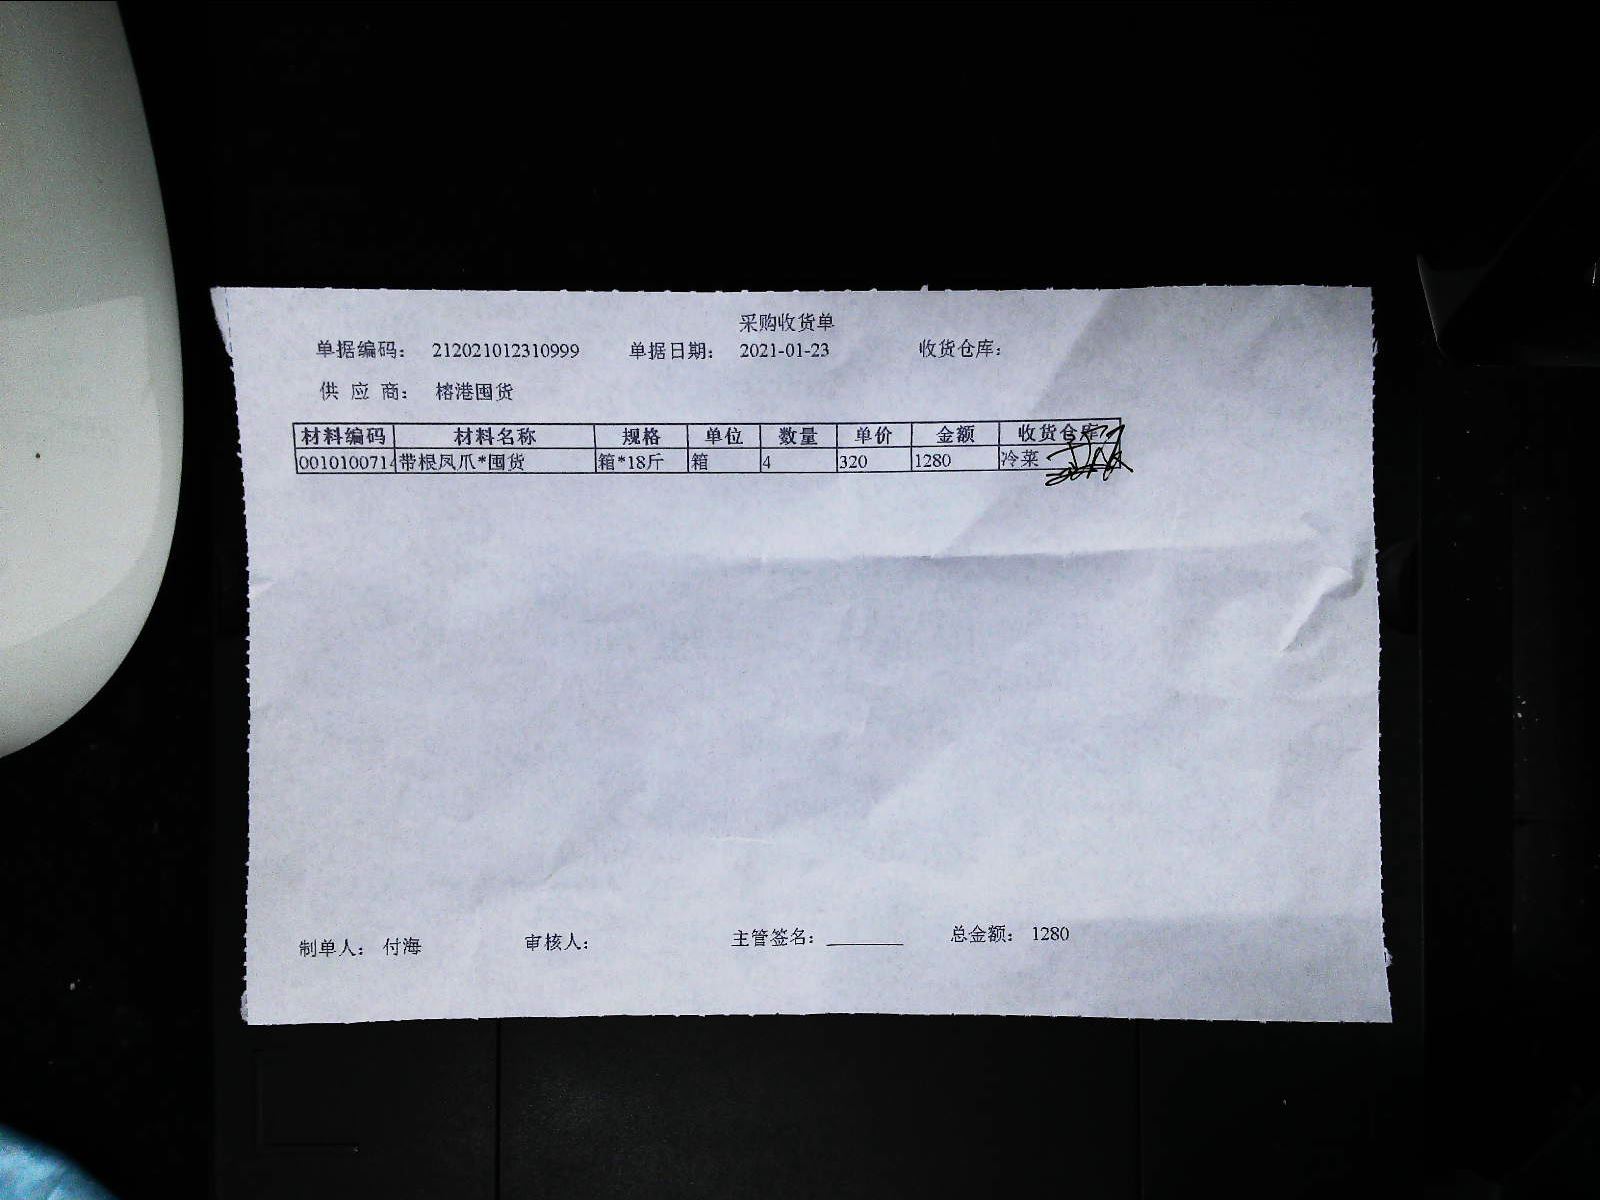 采购收货单
单据编码： 212021012310999 单据日期： 2021-01-23 收货仓库：
供 应 商： 榕港囤货
材料编码 材料名称 规格 单位 数量 单价 金额 收货仓库
0010100714 带根凤爪*囤货 箱*18斤 箱 4 320 1280 冷菜
制单人： 付海 审核人： 主管签名： 总金额： 1280